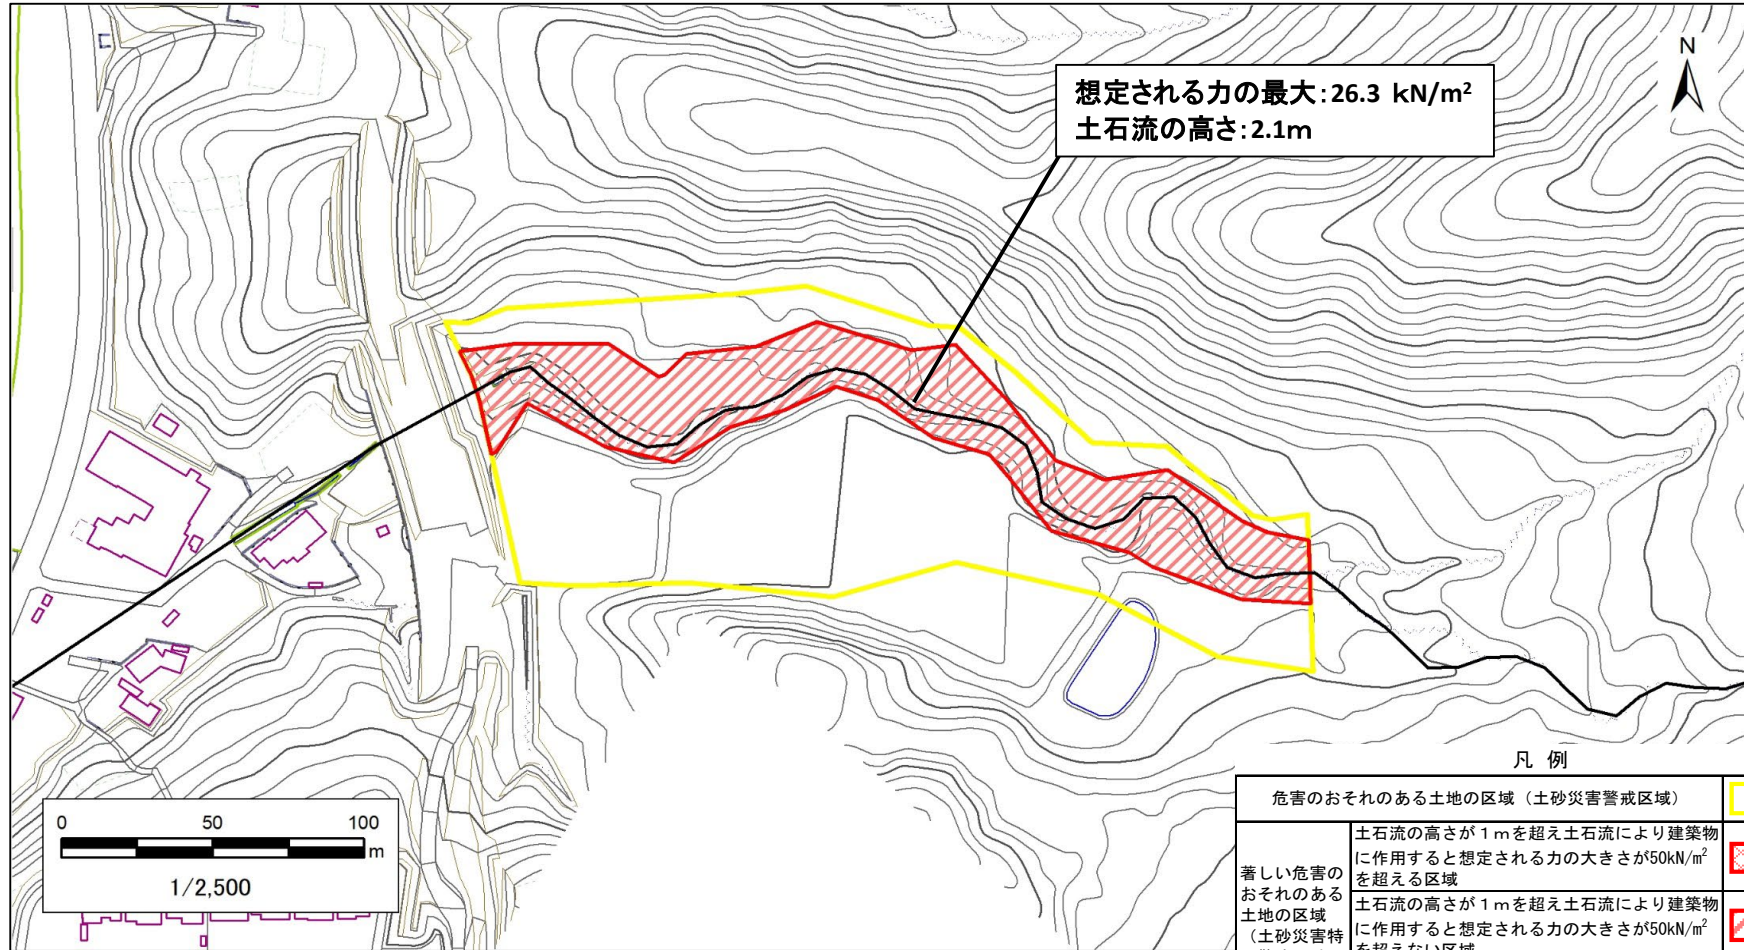 N
想定される力の最大：26.3 kN/m²
土石流の高さ：2.1m
0 50 100
m
1/2,500
凡 例
危害のおそれのある土地の区域（土砂災害警戒区域）
著しい危害の
おそれのある
土地の区域
（土砂災害特
土石流の高さが１ｍを超え土石流により建築物
に作用すると想定される力の大きさが50kN/m²
を超える区域
土石流の高さが１ｍを超え土石流により建築物
に作用すると想定される力の大きさが50kN/m²
を超えない区域